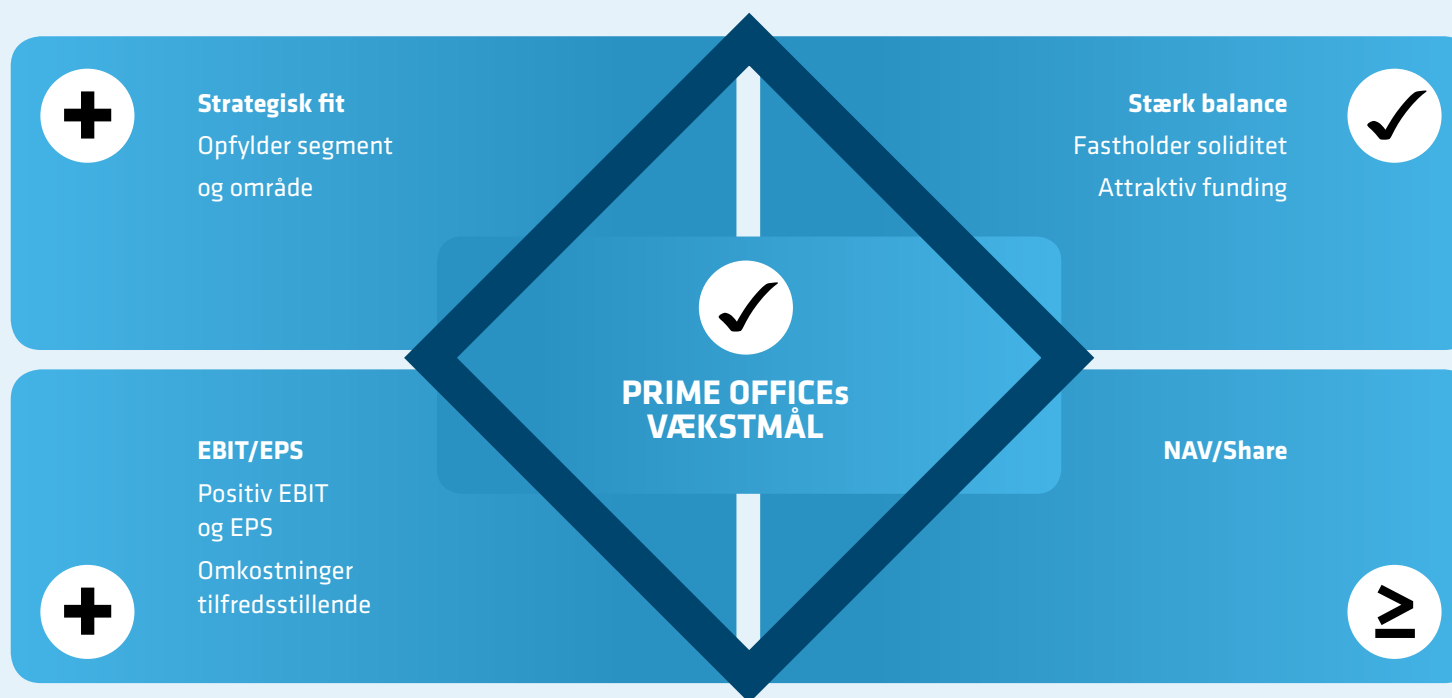 Strategisk fit
Opfylder segment
og område
Stærk balance
Fastholder soliditet
Attraktiv funding
PRIME OFFICEs
VÆKSTMÅL
EBIT/EPS
Positiv EBIT
og EPS
Omkostninger
tilfredsstillende
NAV/Share
≥